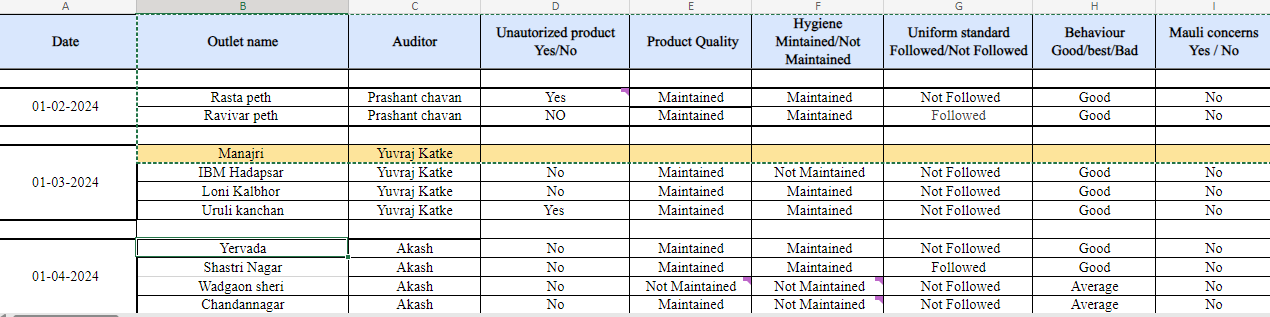 A B C D E F G H I
Date Outlet name Auditor Unautorized product Yes/No Product Quality Hygiene Mintained/Not Maintained Uniform standard Followed/Not Followed Behaviour Good/best/Bad Mauli concerns Yes / No
01-02-2024
Rasta peth Prashant chavan Yes Maintained Maintained Not Followed Good No
Ravivar peth Prashant chavan NO Maintained Maintained Followed Good No
01-03-2024
Manajri Yuvraj Katke
IBM Hadapsar Yuvraj Katke No Maintained Not Maintained Not Followed Good No
Loni Kalbhor Yuvraj Katke No Maintained Maintained Not Followed Good No
Uruli kanchan Yuvraj Katke Yes Maintained Maintained Not Followed Good No
01-04-2024
Yervada Akash No Maintained Maintained Not Followed Good No
Shastri Nagar Akash No Maintained Maintained Followed Good No
Wadgaon sheri Akash No Not Maintained Not Maintained Not Followed Average No
Chandannagar Akash No Maintained Not Maintained Not Followed Average No